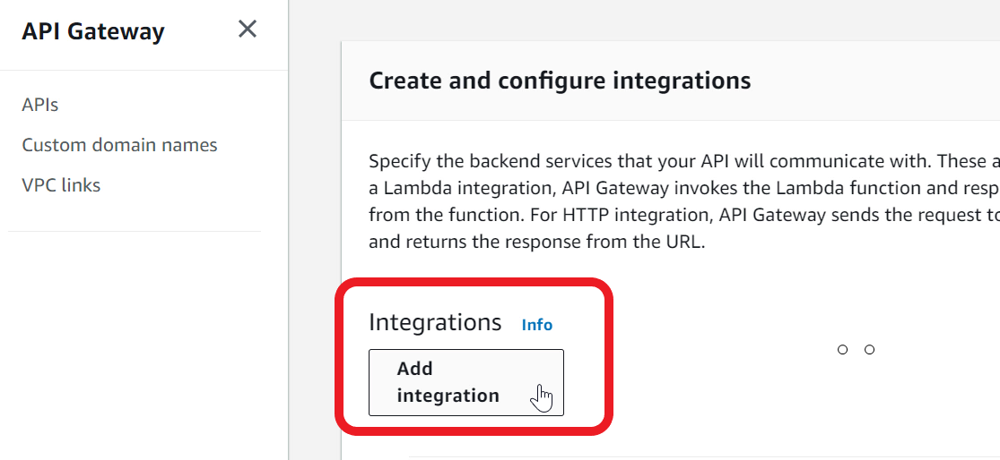 API Gateway
APIs
Custom domain names
VPC links
Create and configure integrations
Specify the backend services that your API will communicate with. These a
a Lambda integration, API Gateway invokes the Lambda function and resp
from the function. For HTTP integration, API Gateway sends the request to
and returns the response from the URL.
Integrations Info
Add
integration